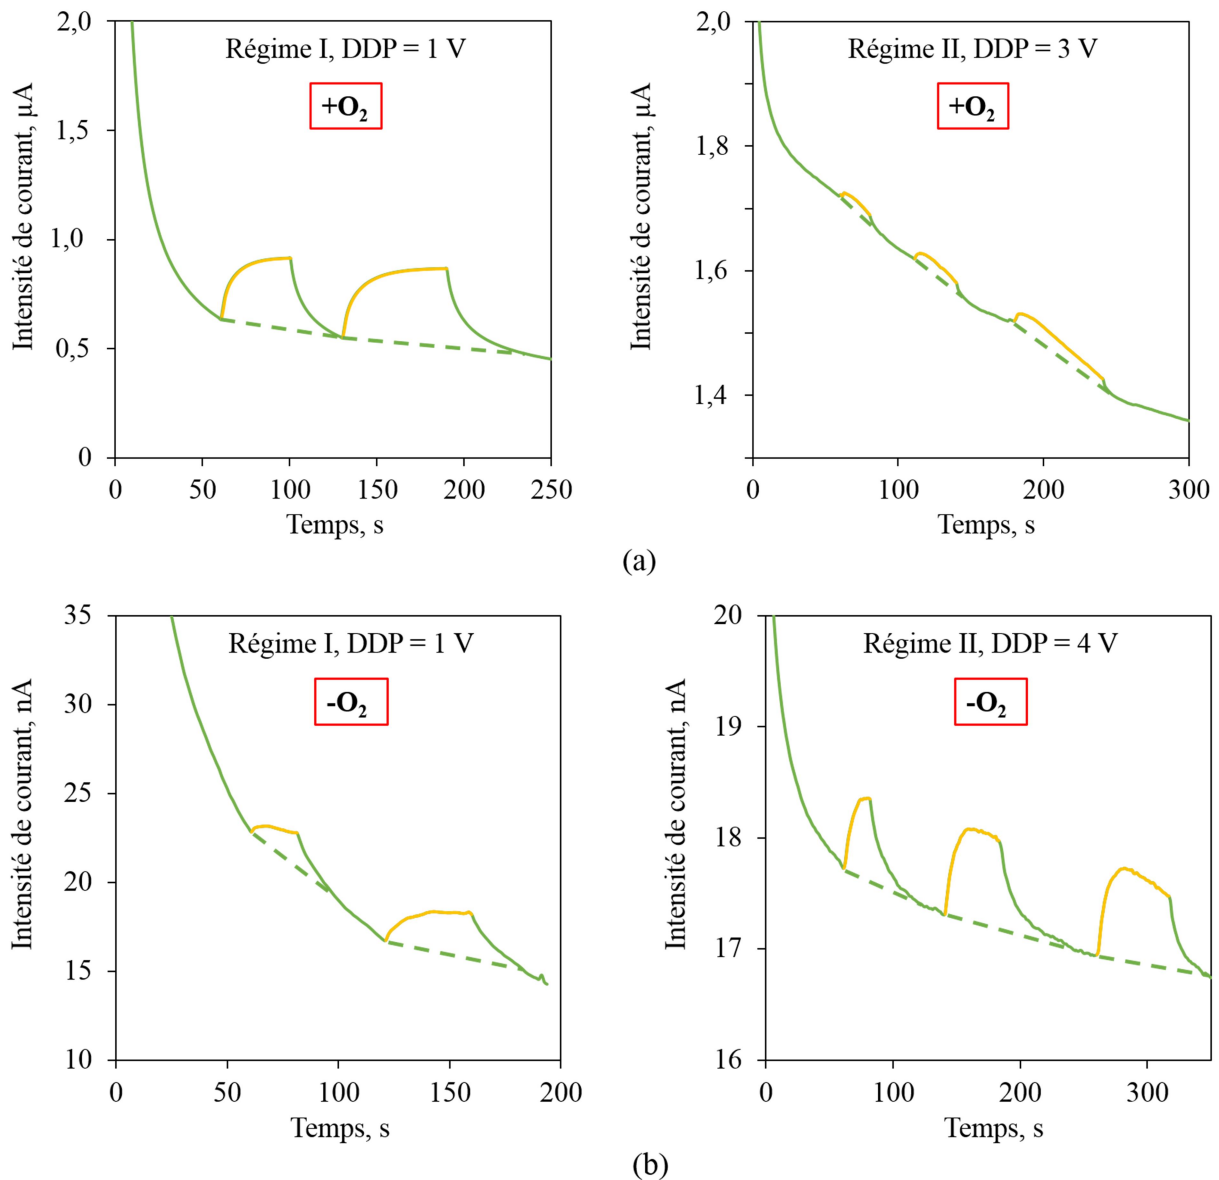 Régime I, DDP = 1 V
+O₂
Intensité de courant, µA
2,0
1,5
1,0
0,5
0
0 50 100 150 200 250
Temps, s
Régime II, DDP = 3 V
+O₂
Intensité de courant, µA
2,0
1,8
1,6
1,4
0 100 200 300
Temps, s
(a)
Régime I, DDP = 1 V
-O₂
Intensité de courant, nA
35
30
25
20
15
10
0 50 100 150 200
Temps, s
Régime II, DDP = 4 V
-O₂
Intensité de courant, nA
20
19
18
17
16
0 100 200 300
Temps, s
(b)